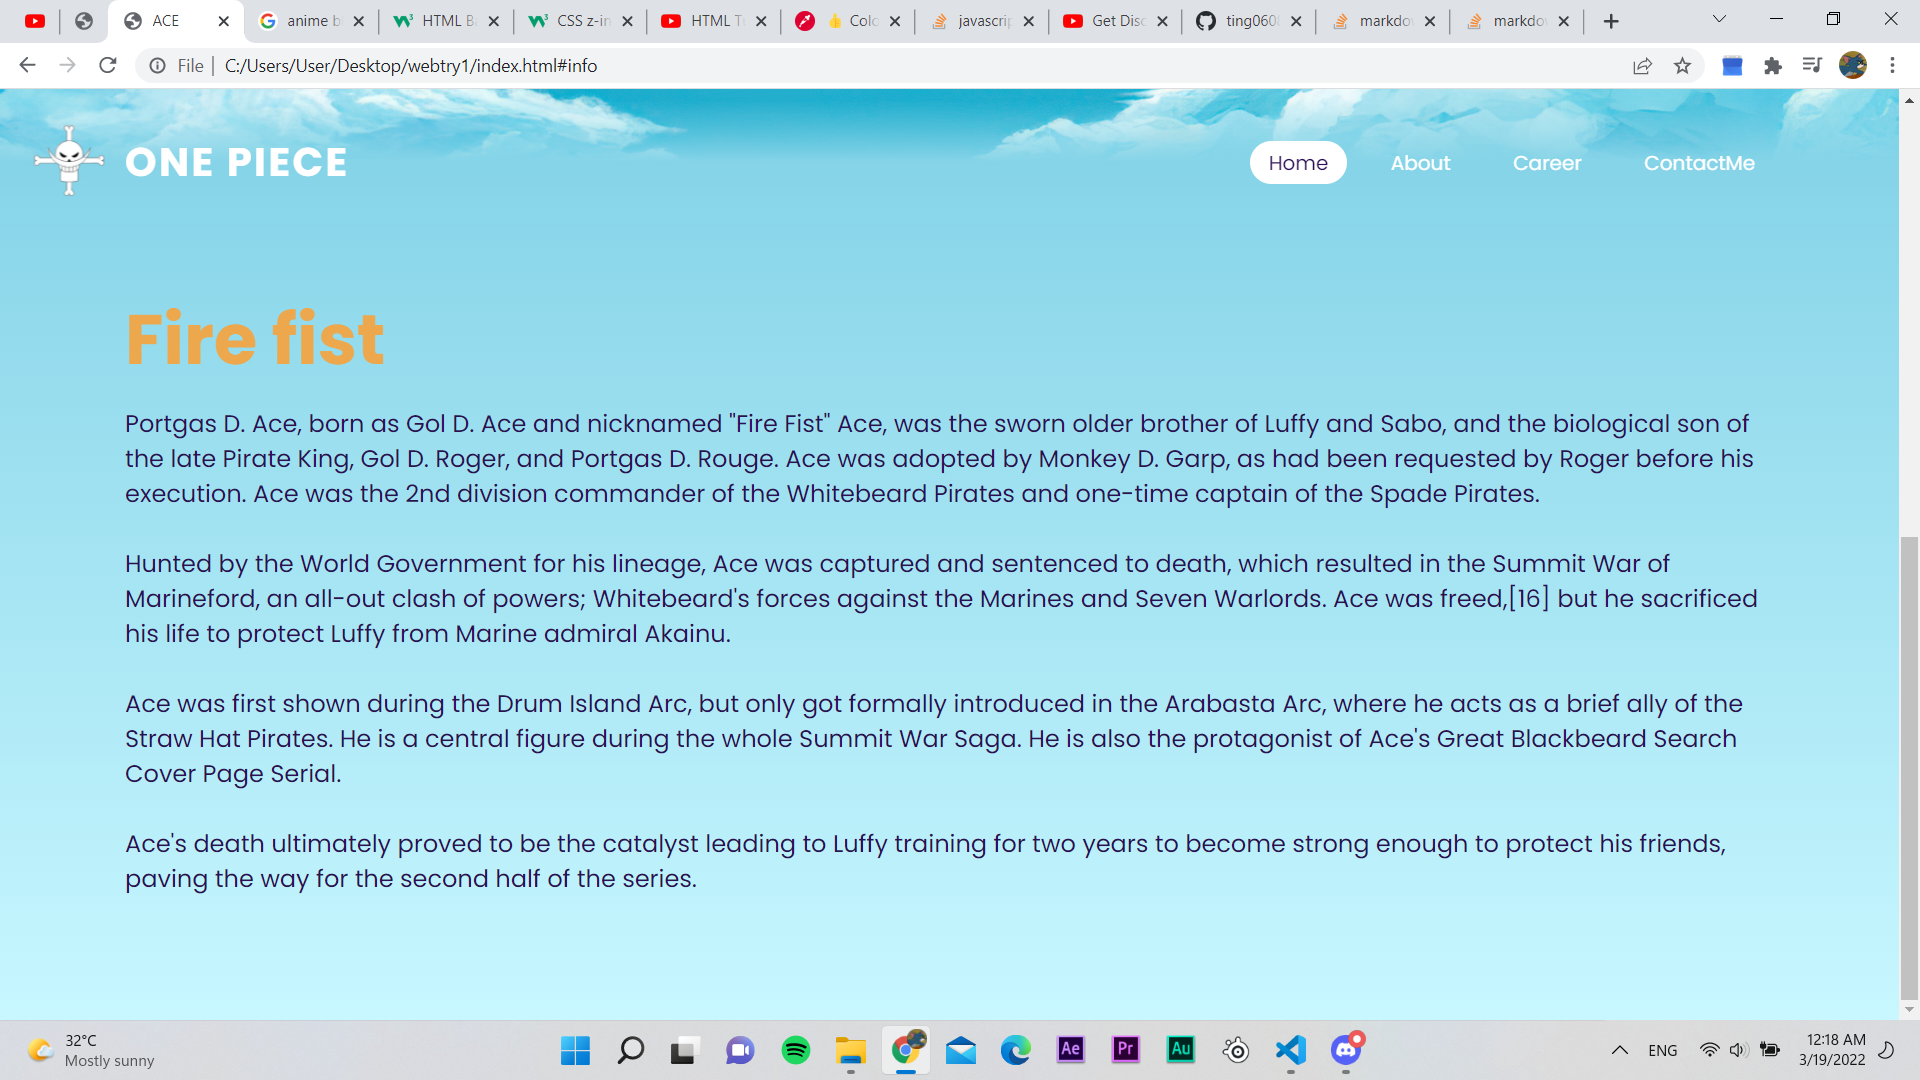 ACE
anime b
HTML Ba
CSS z-in
HTML Tu
Colo
javascrip
Get Disc
ting060
markdo
markdo
File
C:/Users/User/Desktop/webtry1/index.html#info
ONE PIECE
Home
About
Career
ContactMe
Fire fist
Portgas D. Ace, born as Gol D. Ace and nicknamed "Fire Fist" Ace, was the sworn older brother of Luffy and Sabo, and the biological son of
the late Pirate King, Gol D. Roger, and Portgas D. Rouge. Ace was adopted by Monkey D. Garp, as had been requested by Roger before his
execution. Ace was the 2nd division commander of the Whitebeard Pirates and one-time captain of the Spade Pirates.
Hunted by the World Government for his lineage, Ace was captured and sentenced to death, which resulted in the Summit War of
Marineford, an all-out clash of powers; Whitebeard's forces against the Marines and Seven Warlords. Ace was freed,[16] but he sacrificed
his life to protect Luffy from Marine admiral Akainu.
Ace was first shown during the Drum Island Arc, but only got formally introduced in the Arabasta Arc, where he acts as a brief ally of the
Straw Hat Pirates. He is a central figure during the whole Summit War Saga. He is also the protagonist of Ace's Great Blackbeard Search
Cover Page Serial.
Ace's death ultimately proved to be the catalyst leading to Luffy training for two years to become strong enough to protect his friends,
paving the way for the second half of the series.
32°C
Mostly sunny
Ae
Pr
Au
ENG
12:18 AM
3/19/2022